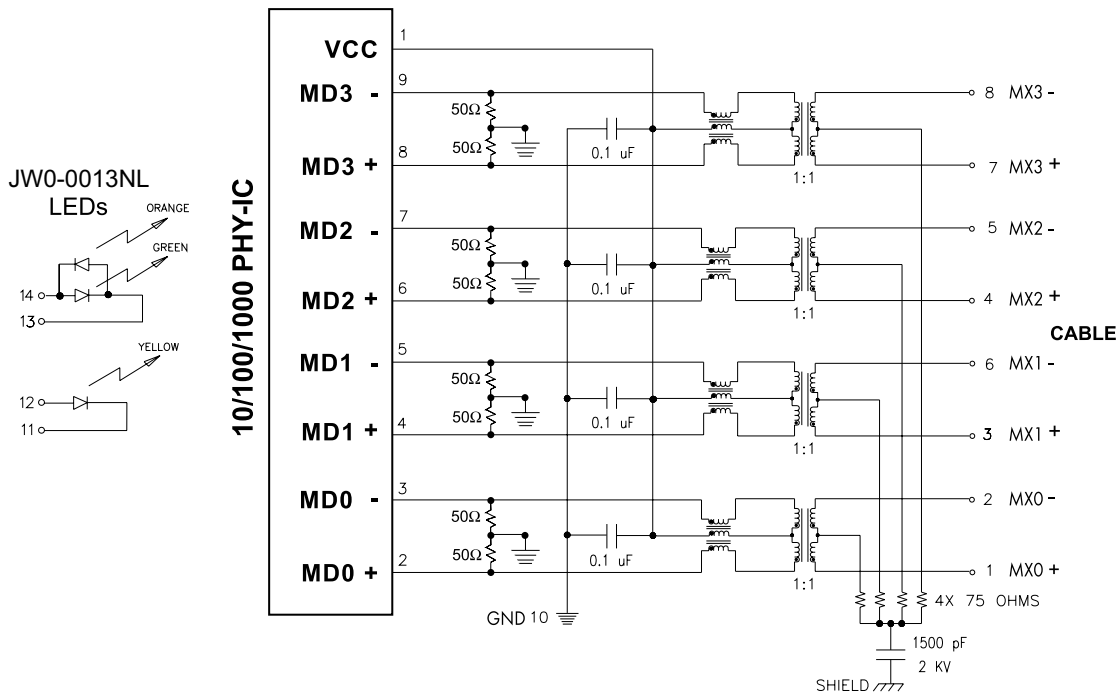 JW0-0013NL
LEDs
ORANGE
GREEN
14
13
YELLOW
12
11
10/100/1000 PHY-IC
VCC
1
MD3 -
9
50Ω
50Ω
0.1 uF
MD3 +
8
1:1
8 MX3 -
7 MX3 +
MD2 -
7
50Ω
50Ω
0.1 uF
MD2 +
6
1:1
5 MX2 -
4 MX2 +
CABLE
MD1 -
5
50Ω
50Ω
0.1 uF
MD1 +
4
1:1
6 MX1 -
3 MX1 +
MD0 -
3
50Ω
50Ω
0.1 uF
MD0 +
2
1:1
2 MX0 -
1 MX0 +
GND 10
4X 75 OHMS
1500 pF
2 KV
SHIELD